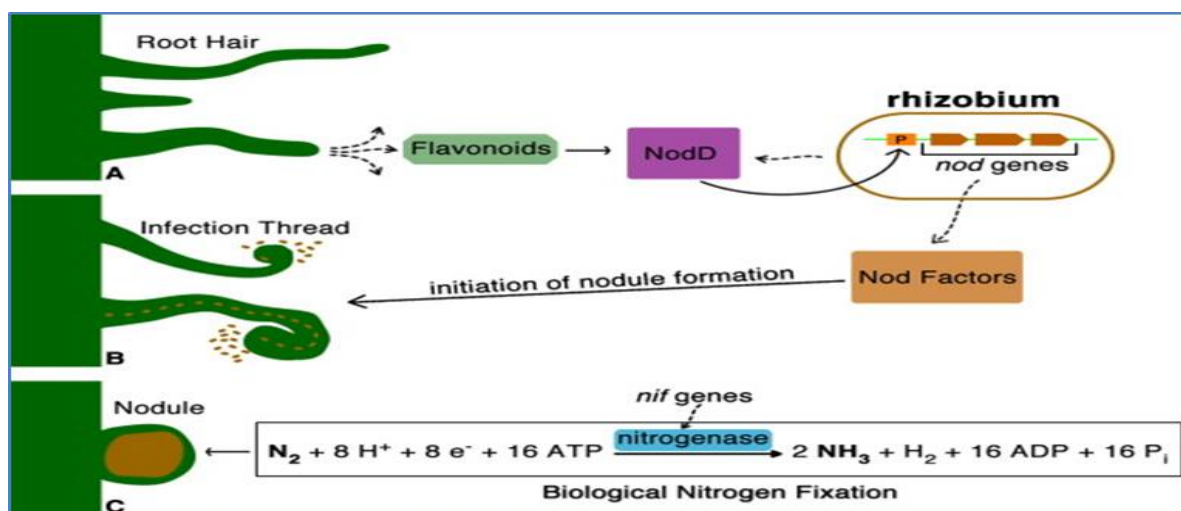 Root Hair
rhizobium
Flavonoids
NodD
P
nod genes
A
Infection Thread
Nod Factors
initiation of nodule formation
B
nif genes
Nodule
nitrogenase
N₂ + 8 H⁺ + 8 e⁻ + 16 ATP 2 NH₃ + H₂ + 16 ADP + 16 Pᵢ
Biological Nitrogen Fixation
C